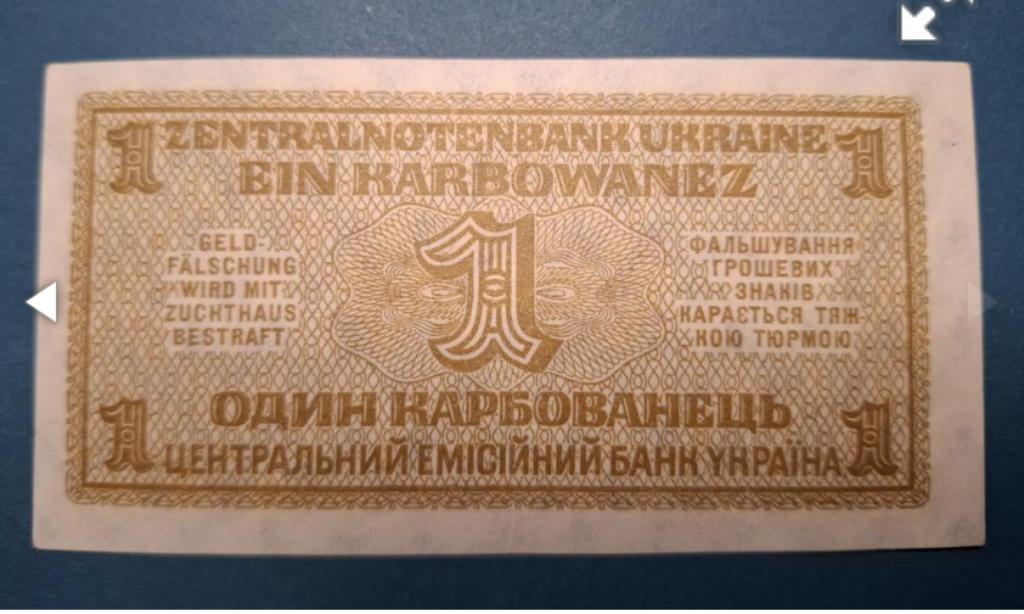 1 ZENTRALNOTENBANK UKRAINE 1
EIN KARBOWANEZ
GELD-
FÄLSCHUNG
WIRD MIT
ZUCHTHAUS
BESTRAFT
1
ФАЛЬШУВАННЯ
ГРОШЕВИХ
ЗНАКІВ
КАРАЄТЬСЯ ТЯЖ-
КОЮ ТЮРМОЮ
ОДИН КАРБОВАНЕЦЬ
1 ЦЕНТРАЛЬНИЙ ЕМІСІЙНИЙ БАНК УКРАЇНА 1